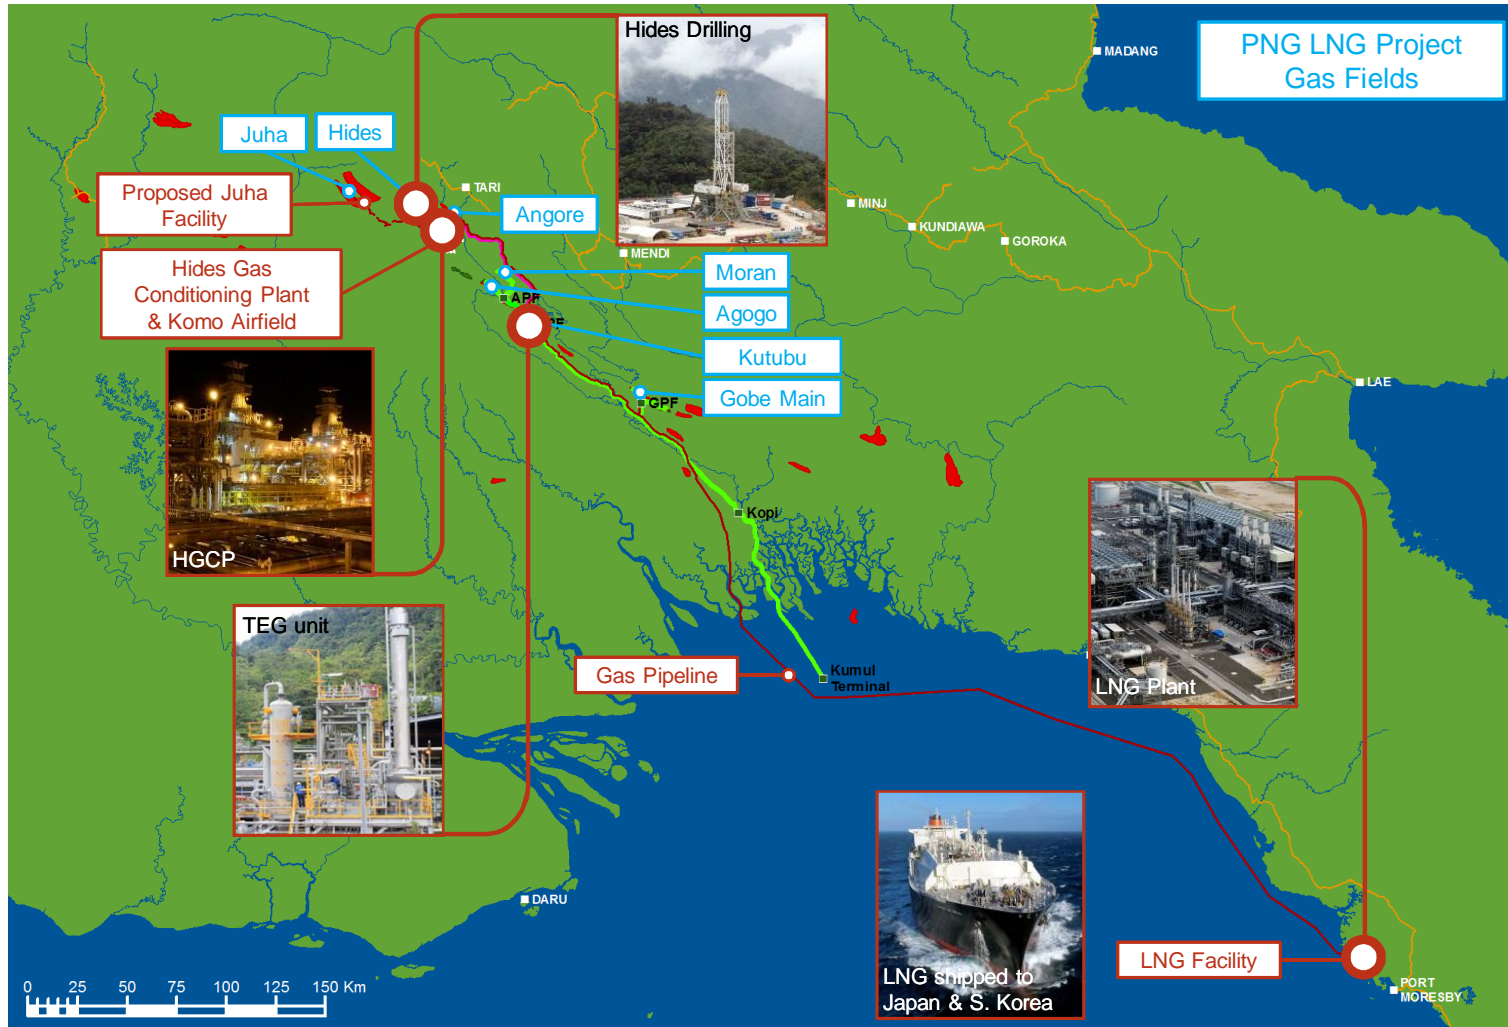 Hides Drilling
PNG LNG Project
Gas Fields
MADANG
Juha
Hides
TARI
Proposed Juha
Facility
Angore
MINJ
KUNDIAWA
GOROKA
MENDI
Hides Gas
Conditioning Plant
& Komo Airfield
Moran
APF
Agogo
Kutubu
Gobe Main
GPF
LAE
Kopi
HGCP
TEG unit
Gas Pipeline
Kumul
Terminal
LNG Plant
DARU
LNG shipped to
Japan & S. Korea
LNG Facility
PORT
MORESBY
0 25 50 75 100 125 150 Km